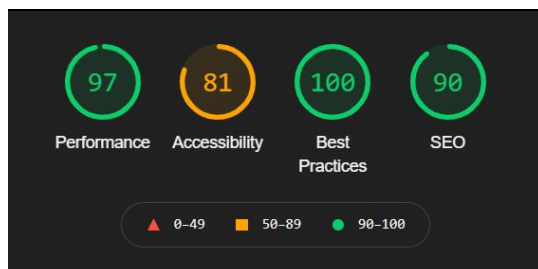 97 81 100 90
Performance Accessibility Best Practices SEO
0–49 50–89 90–100